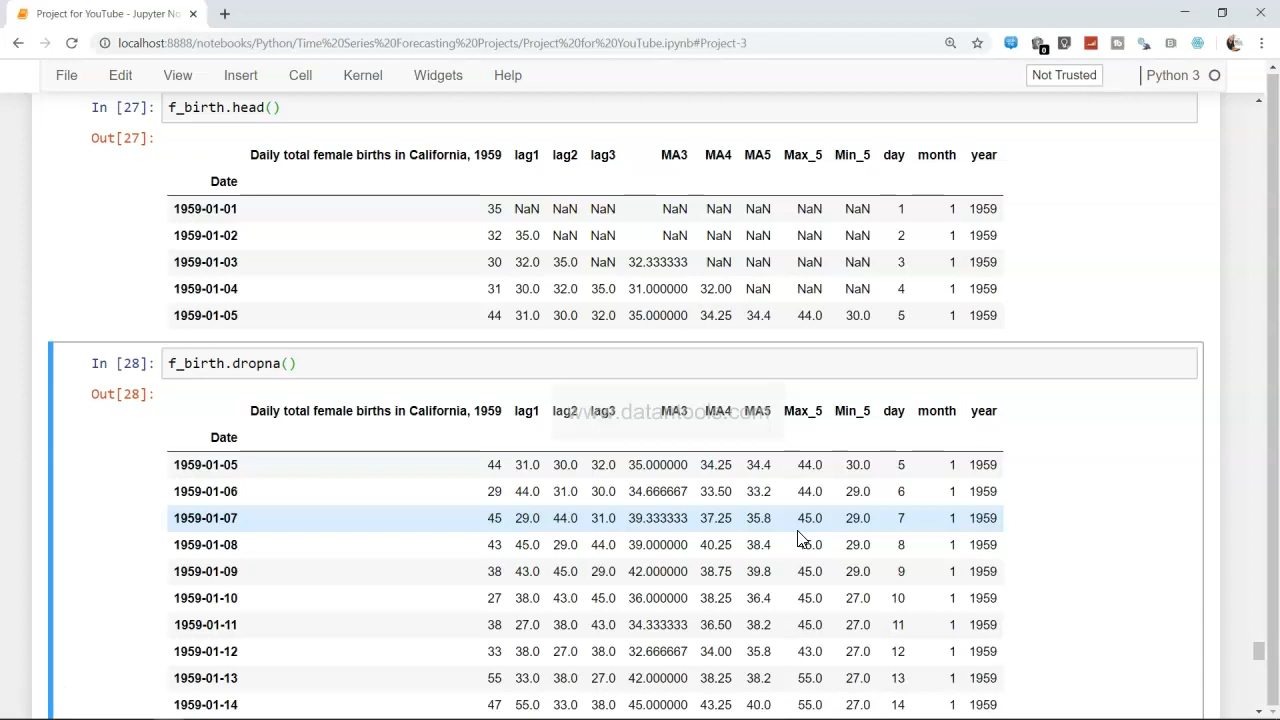 Project for YouTube - Jupyter No
localhost:8888/notebooks/Python/Time%20Series%20Forecasting%20Projects/Project%20for%20YouTube.ipynb#Project-3
File Edit View Insert Cell Kernel Widgets Help Not Trusted Python 3
In [27]: f_birth.head()
Out[27]:
Daily total female births in California, 1959 lag1 lag2 lag3 MA3 MA4 MA5 Max_5 Min_5 day month year
Date
1959-01-01 35 NaN NaN NaN NaN NaN NaN NaN NaN 1 1 1959
1959-01-02 32 35.0 NaN NaN NaN NaN NaN NaN NaN 2 1 1959
1959-01-03 30 32.0 35.0 NaN 32.333333 NaN NaN NaN NaN 3 1 1959
1959-01-04 31 30.0 32.0 35.0 31.000000 32.00 NaN NaN NaN 4 1 1959
1959-01-05 44 31.0 30.0 32.0 35.000000 34.25 34.4 44.0 30.0 5 1 1959
In [28]: f_birth.dropna()
Out[28]:
Daily total female births in California, 1959 lag1 lag2 lag3 MA3 MA4 MA5 Max_5 Min_5 day month year
Date
1959-01-05 44 31.0 30.0 32.0 35.000000 34.25 34.4 44.0 30.0 5 1 1959
1959-01-06 29 44.0 31.0 30.0 34.666667 33.50 33.2 44.0 29.0 6 1 1959
1959-01-07 45 29.0 44.0 31.0 39.333333 37.25 35.8 45.0 29.0 7 1 1959
1959-01-08 43 45.0 29.0 44.0 39.000000 40.25 38.4 29.0 8 1 1959
1959-01-09 38 43.0 45.0 29.0 42.000000 38.75 39.8 45.0 29.0 9 1 1959
1959-01-10 27 38.0 43.0 45.0 36.000000 38.25 36.4 45.0 27.0 10 1 1959
1959-01-11 38 27.0 38.0 43.0 34.333333 36.50 38.2 45.0 27.0 11 1 1959
1959-01-12 33 38.0 27.0 38.0 32.666667 34.00 35.8 43.0 27.0 12 1 1959
1959-01-13 55 33.0 38.0 27.0 42.000000 38.25 38.2 55.0 27.0 13 1 1959
1959-01-14 47 55.0 33.0 38.0 45.000000 43.25 40.0 55.0 27.0 14 1 1959